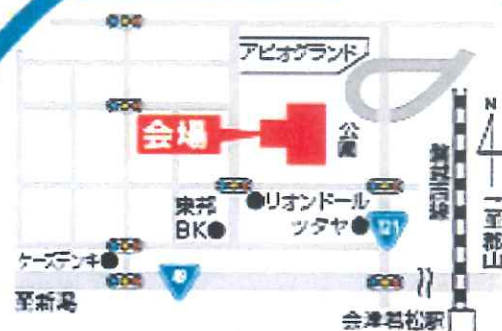 アピオグランド
N
会場
公園
磐越西線
至郡山
東邦
BK
リオンドール
ツタヤ
121
ケーズデンキ
49
至新潟
会津若松駅